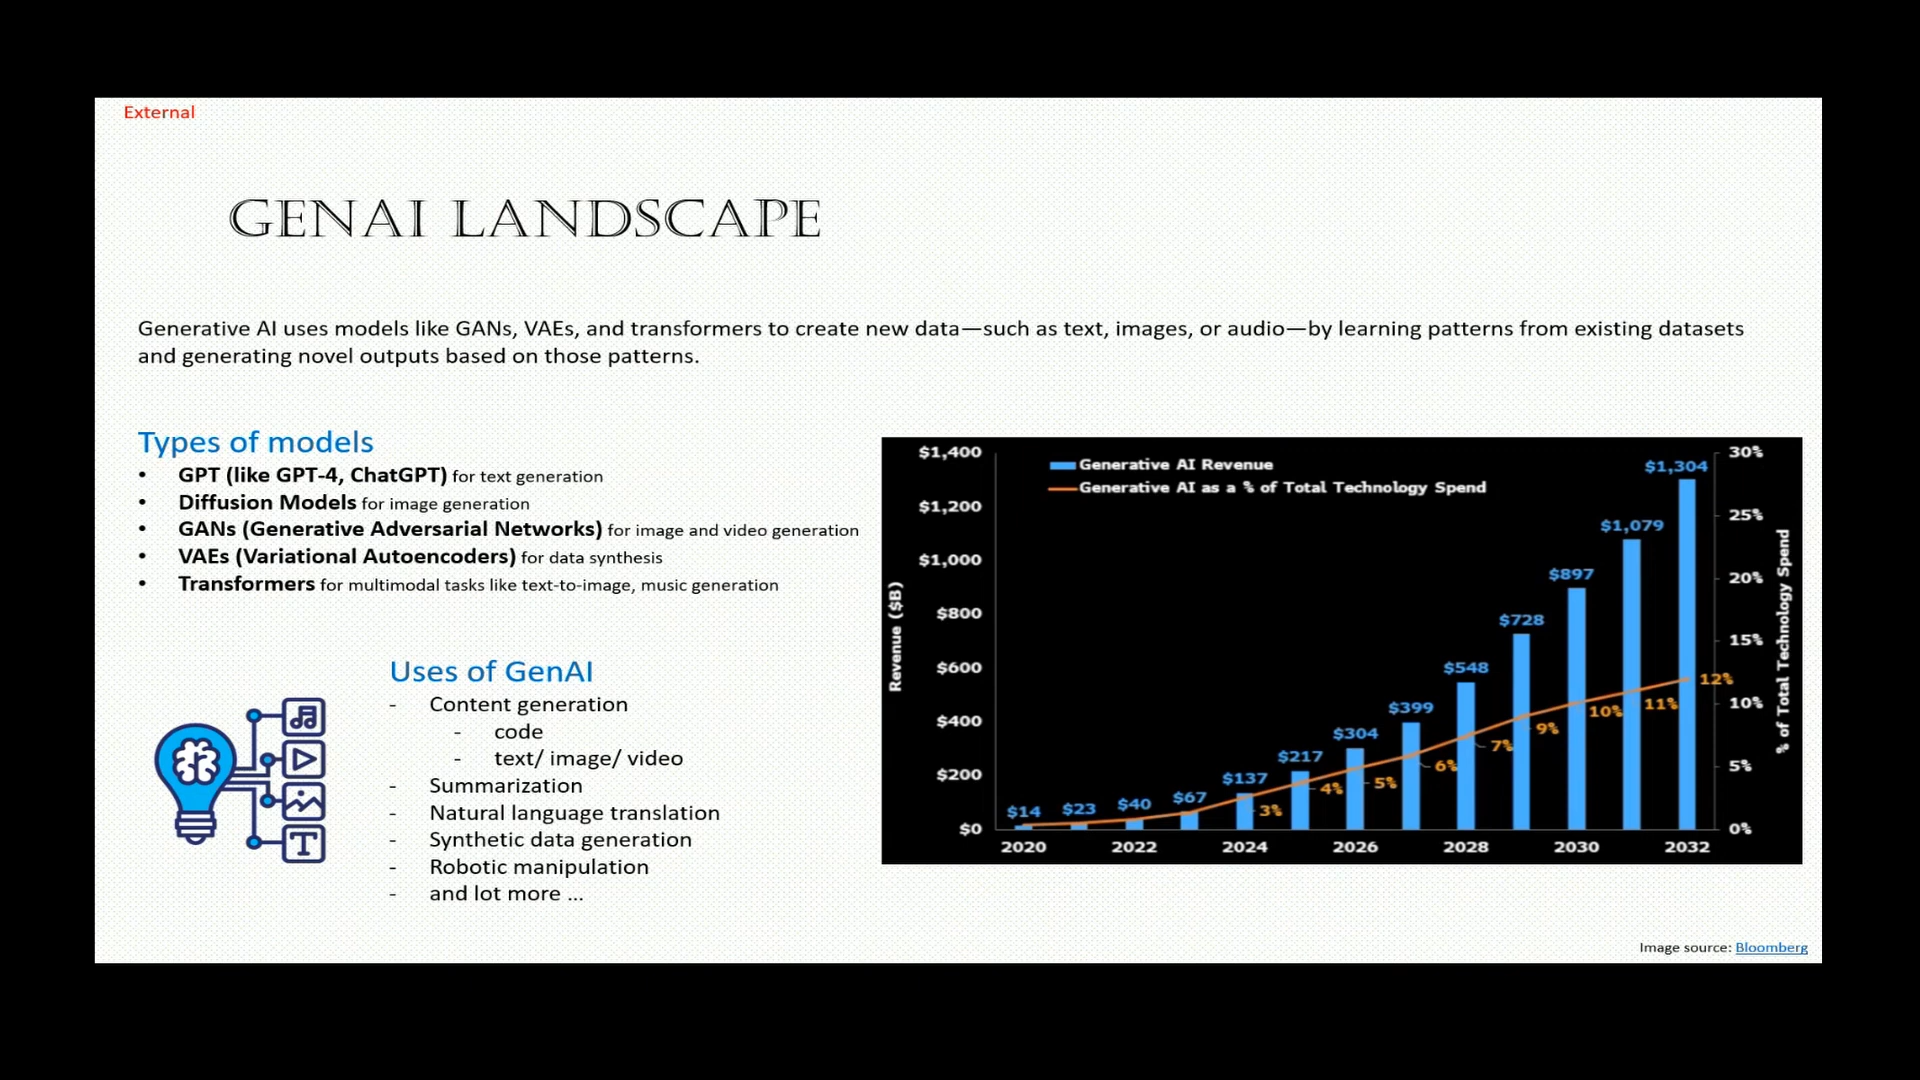 External
GENAI LANDSCAPE
Generative AI uses models like GANs, VAEs, and transformers to create new data—such as text, images, or audio—by learning patterns from existing datasets
and generating novel outputs based on those patterns.
Types of models
• GPT (like GPT-4, ChatGPT) for text generation
• Diffusion Models for image generation
• GANs (Generative Adversarial Networks) for image and video generation
• VAEs (Variational Autoencoders) for data synthesis
• Transformers for multimodal tasks like text-to-image, music generation
Uses of GenAI
- Content generation
- code
- text/ image/ video
- Summarization
- Natural language translation
- Synthetic data generation
- Robotic manipulation
- and lot more ...
T
Generative AI Revenue
Generative AI as a % of Total Technology Spend
Revenue ($B)
$1,400
$1,200
$1,000
$800
$600
$400
$200
$0
$14 $23 $40 $67 $137 $217 $304 $399 $548 $728 $897 $1,079 $1,304
3% 4% 5% 6% 7% 9% 10% 11% 12%
2020 2022 2024 2026 2028 2030 2032
30%
25%
20%
15%
10%
5%
0%
% of Total Technology Spend
Image source: Bloomberg